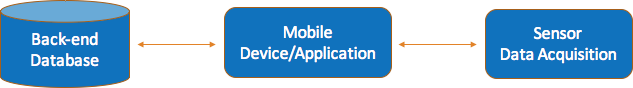 Back-end
Database
Mobile
Device/Application
Sensor
Data Acquisition